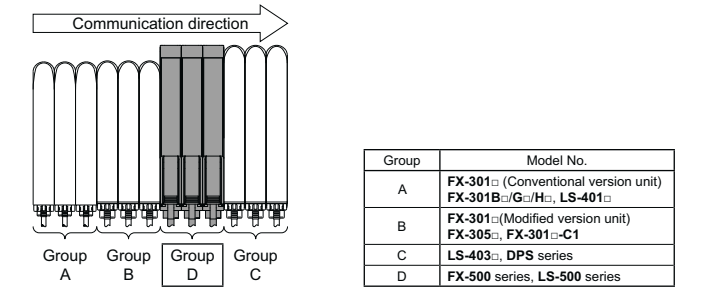 Communication direction
Group A
Group B
Group D
Group C
Group Model No.
A FX-301□ (Conventional version unit)
FX-301B□/G□/H□, LS-401□
B FX-301□(Modified version unit)
FX-305□, FX-301□-C1
C LS-403□, DPS series
D FX-500 series, LS-500 series